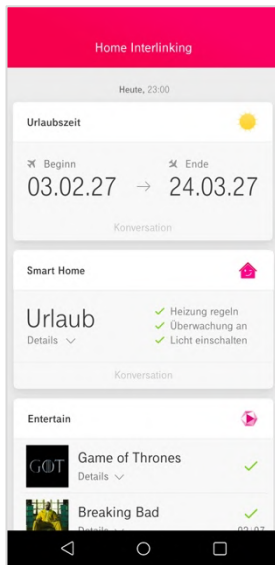 Home Interlinking
Heute, 23:00
Urlaubszeit
Beginn
Ende
03.02.27 → 24.03.27
Konversation
Smart Home
Urlaub
Details
Heizung regeln
Überwachung an
Licht einschalten
Konversation
Entertain
GOT
Game of Thrones
Details
Breaking Bad